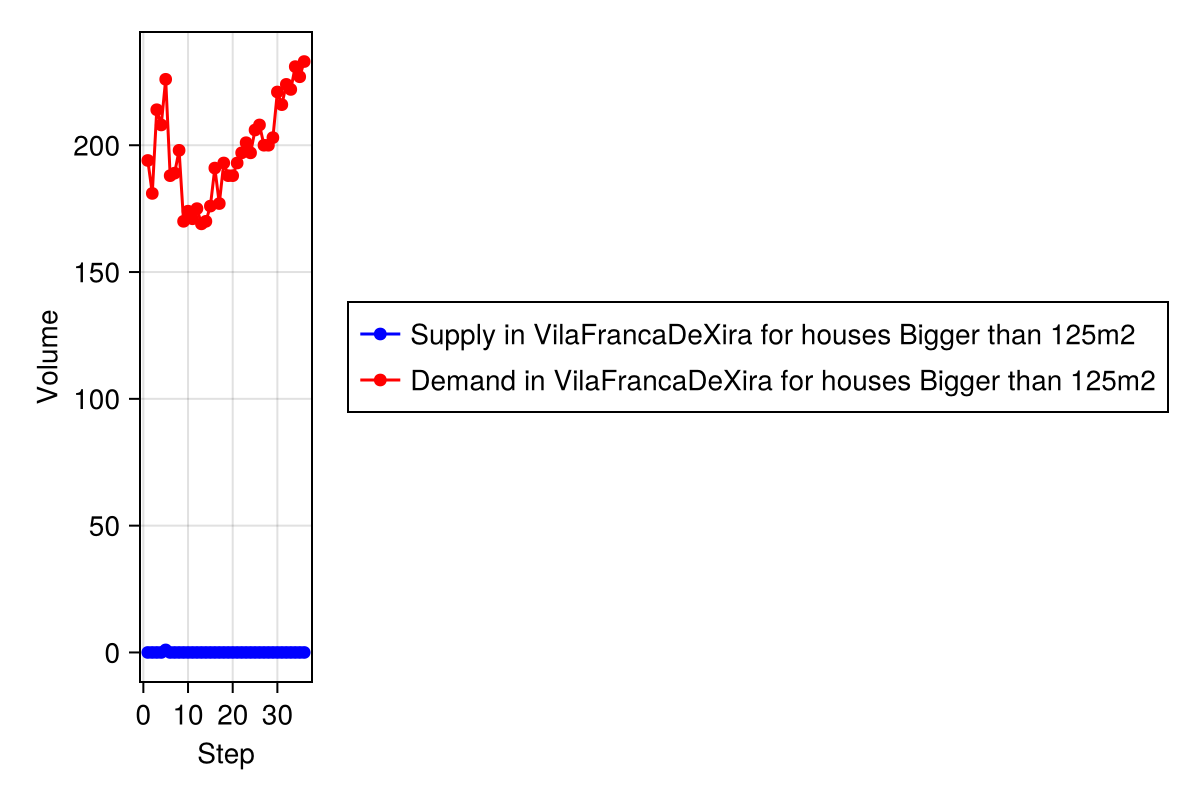 Volume
200
150
100
50
0
0 10 20 30
Step
Supply in VilaFrancaDeXira for houses Bigger than 125m2
Demand in VilaFrancaDeXira for houses Bigger than 125m2